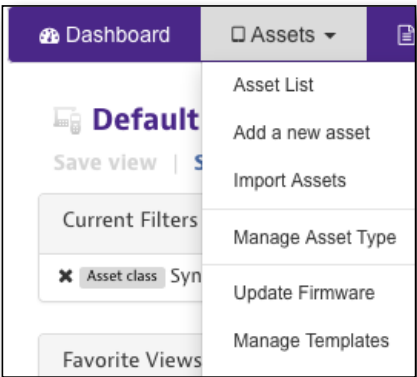 Dashboard
Assets
Asset List
Add a new asset
Import Assets
Manage Asset Type
Update Firmware
Manage Templates
Default
Save view | S
Current Filters
Asset class Syn
Favorite Views